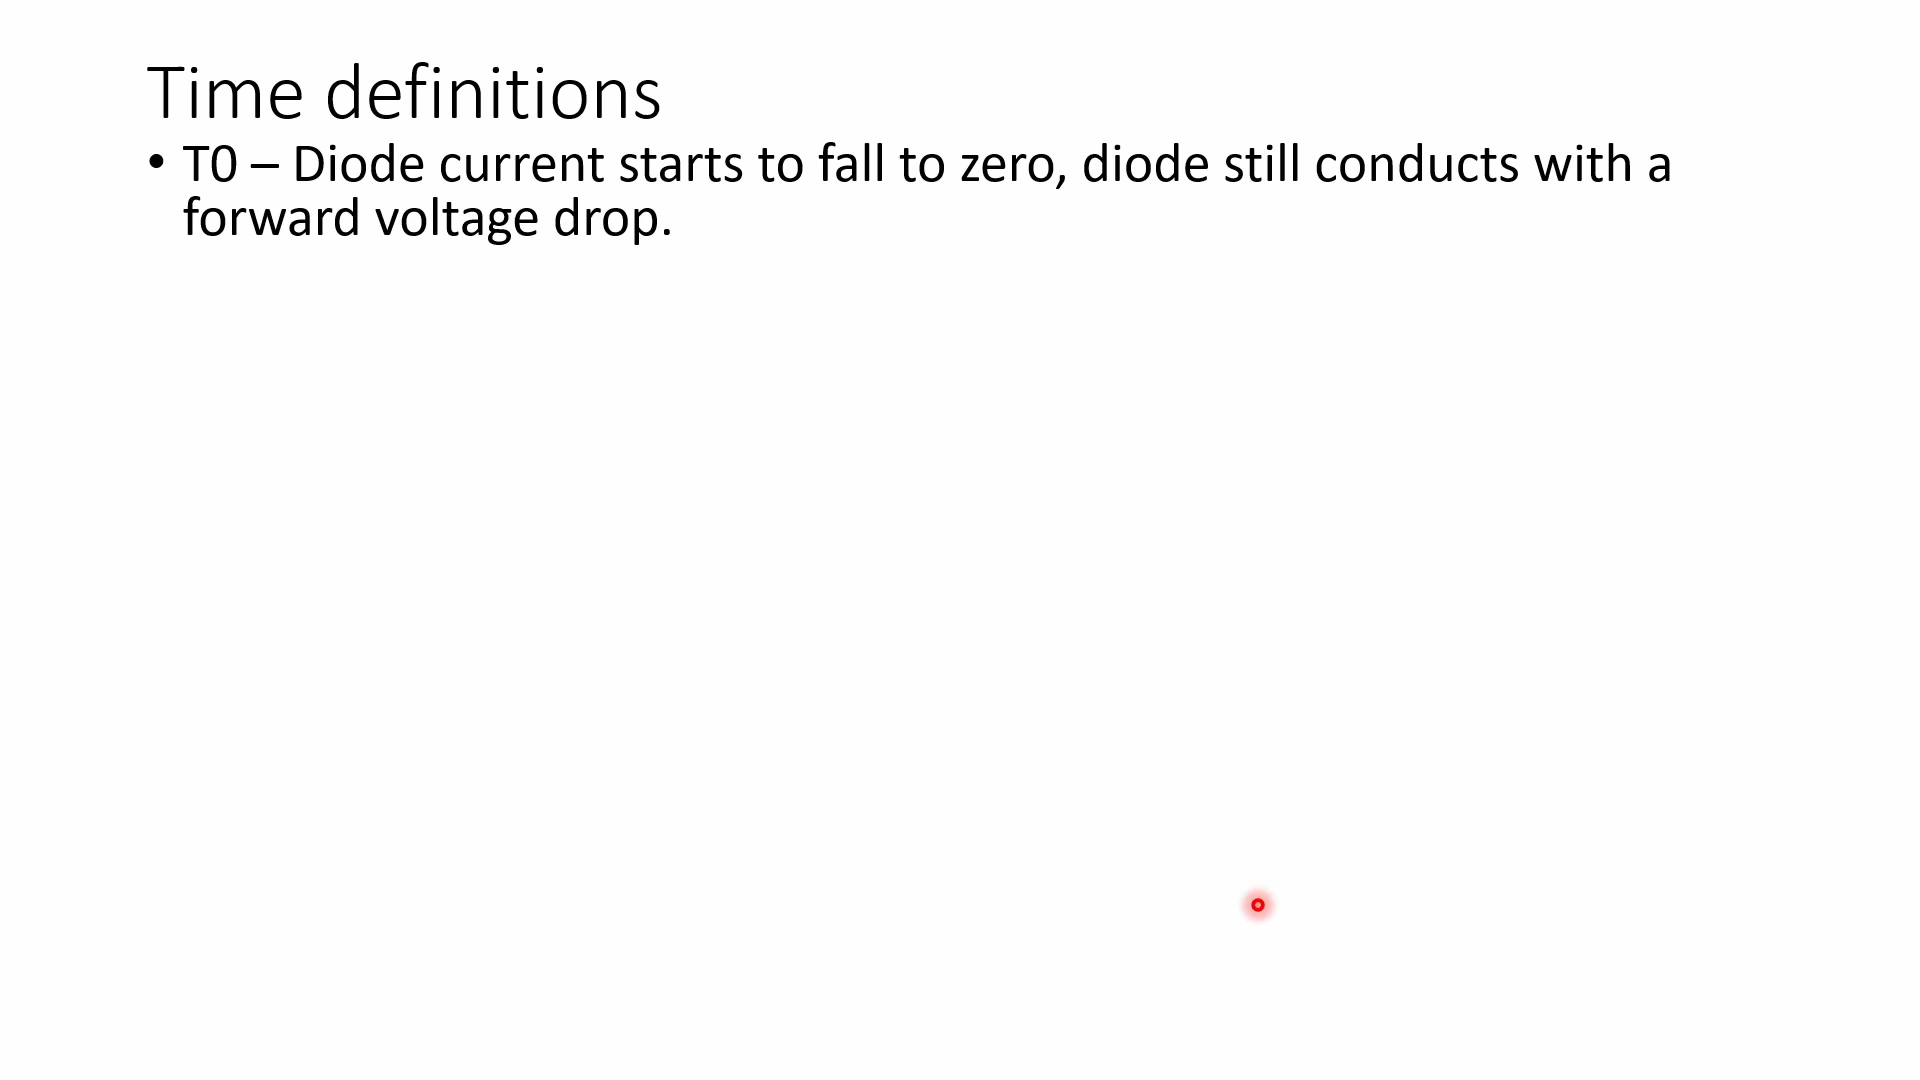 Time definitions
• T0 – Diode current starts to fall to zero, diode still conducts with a
forward voltage drop.